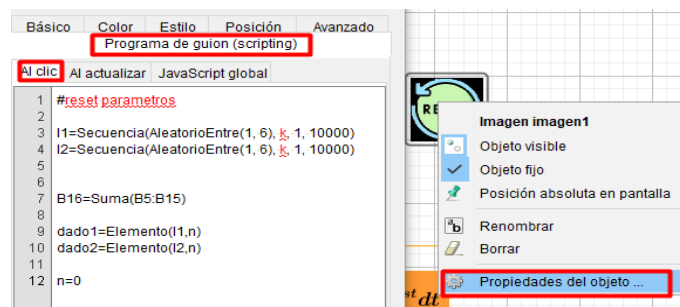 Básico Color Estilo Posición Avanzado
Programa de guion (scripting)
Al clic Al actualizar JavaScript global
1 #reset parametros
2
3 l1=Secuencia(AleatorioEntre(1, 6), k, 1, 10000)
4 l2=Secuencia(AleatorioEntre(1, 6), k, 1, 10000)
5
6
7 B16=Suma(B5:B15)
8
9 dado1=Elemento(l1,n)
10 dado2=Elemento(l2,n)
11
12 n=0
RE
Imagen imagen1
Objeto visible
Objeto fijo
Posición absoluta en pantalla
Renombrar
Borrar
Propiedades del objeto ...
st dt